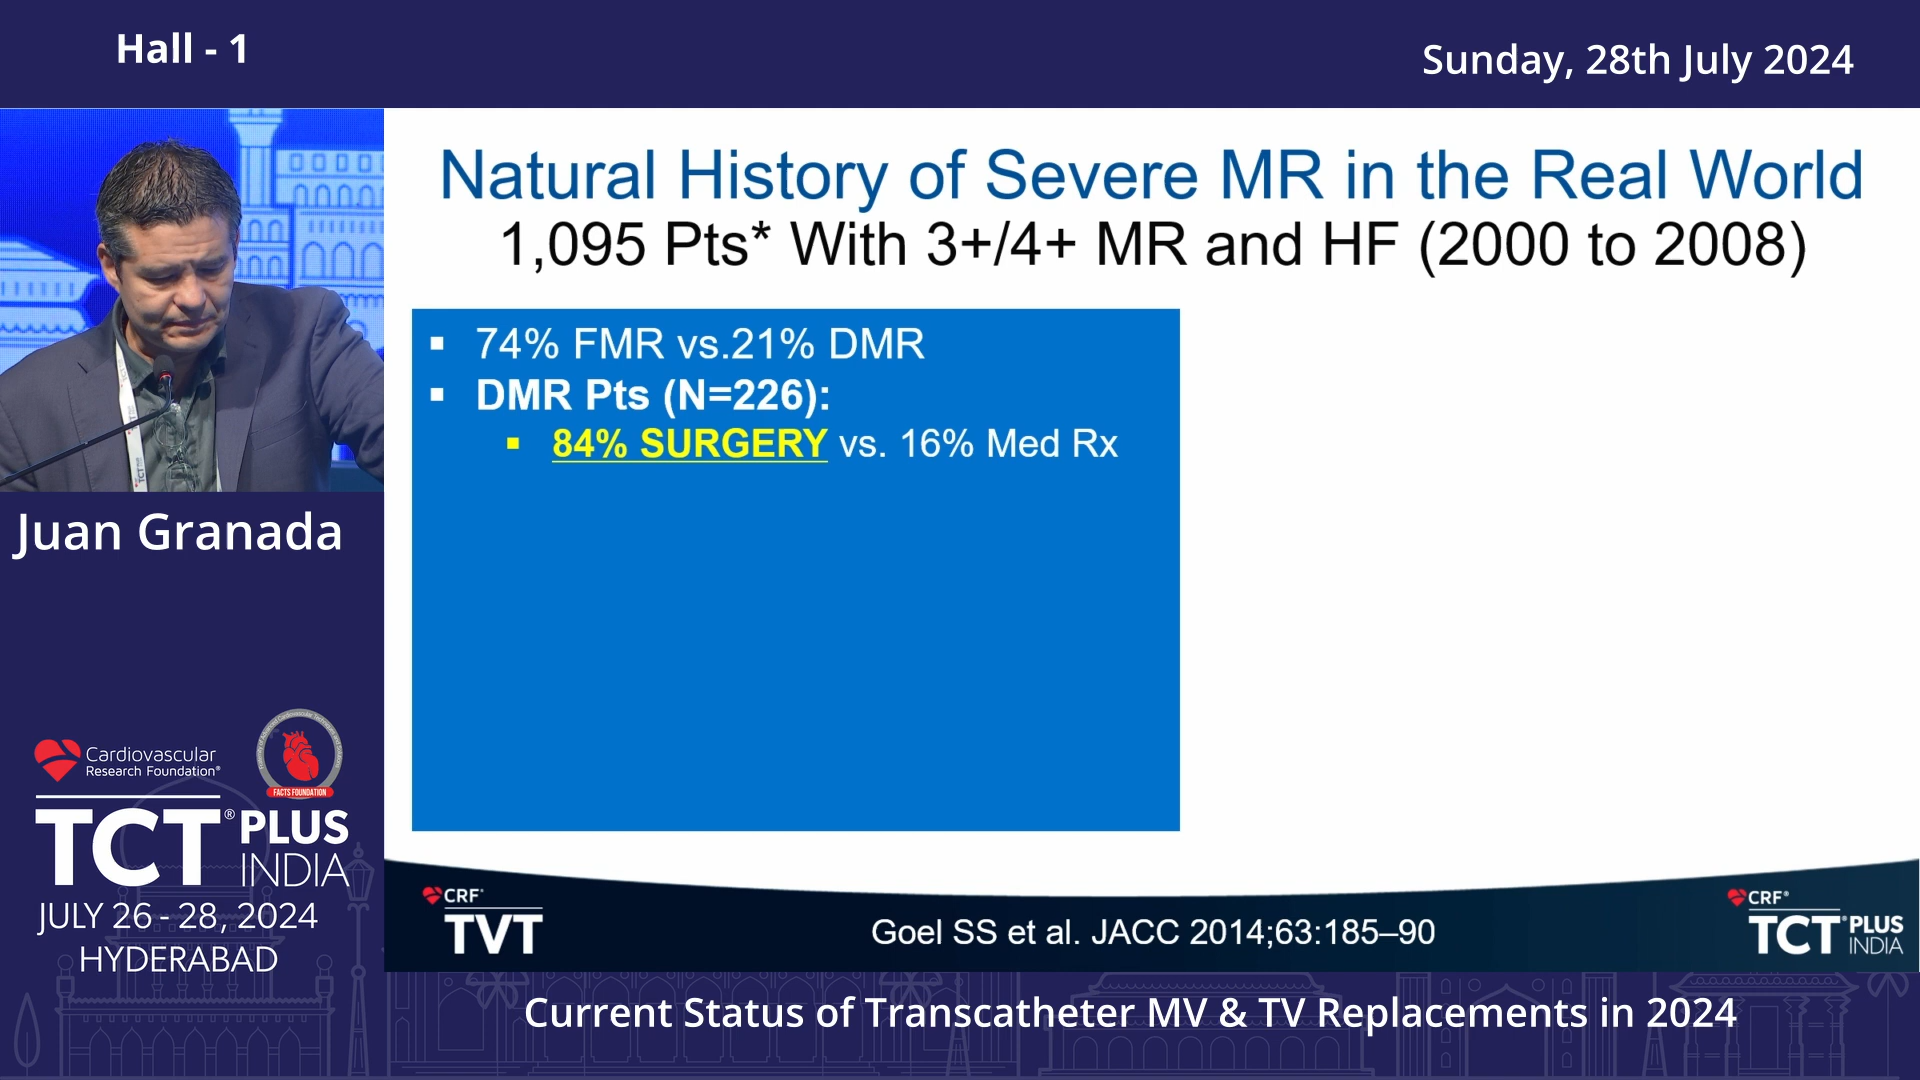 Hall - 1
Sunday, 28th July 2024
Natural History of Severe MR in the Real World
1,095 Pts* With 3+/4+ MR and HF (2000 to 2008)
▪ 74% FMR vs.21% DMR
▪ DMR Pts (N=226):
▪ 84% SURGERY vs. 16% Med Rx
Juan Granada
Cardiovascular
Research Foundation®
FACTS FOUNDATION
TCT® PLUS
INDIA
JULY 26 - 28, 2024
HYDERABAD
CRF®
TVT
Goel SS et al. JACC 2014;63:185–90
CRF®
TCT® PLUS
INDIA
Current Status of Transcatheter MV & TV Replacements in 2024